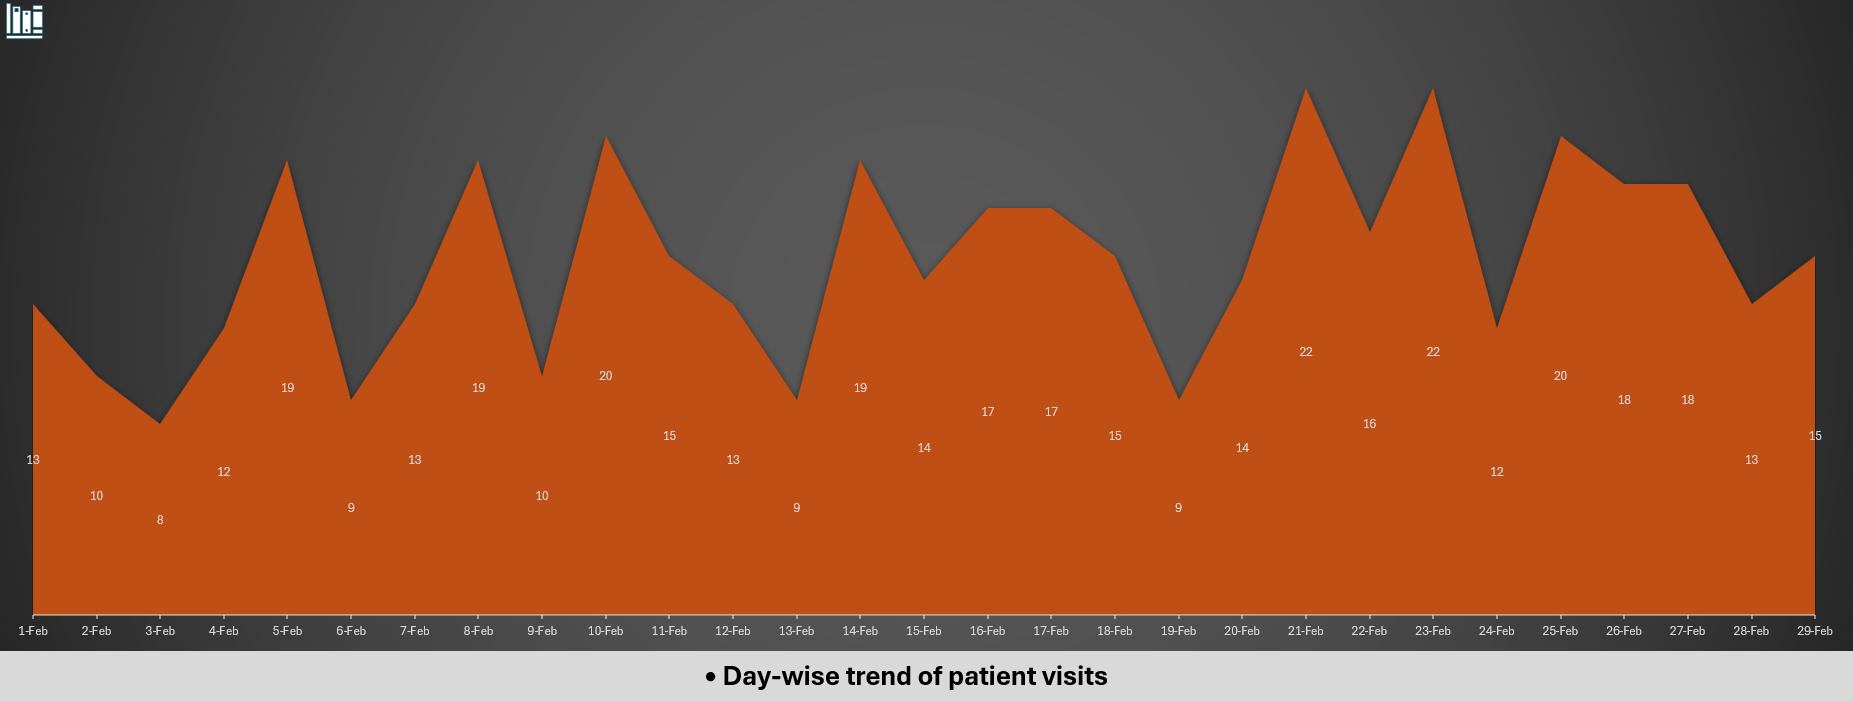 22 22
20 20
19 19 19
18 18
17 17
16
15 15 15
14 14
13 13 13 13
12 12
10 10
9 9 9
8
1-Feb 2-Feb 3-Feb 4-Feb 5-Feb 6-Feb 7-Feb 8-Feb 9-Feb 10-Feb 11-Feb 12-Feb 13-Feb 14-Feb 15-Feb 16-Feb 17-Feb 18-Feb 19-Feb 20-Feb 21-Feb 22-Feb 23-Feb 24-Feb 25-Feb 26-Feb 27-Feb 28-Feb 29-Feb
• Day-wise trend of patient visits